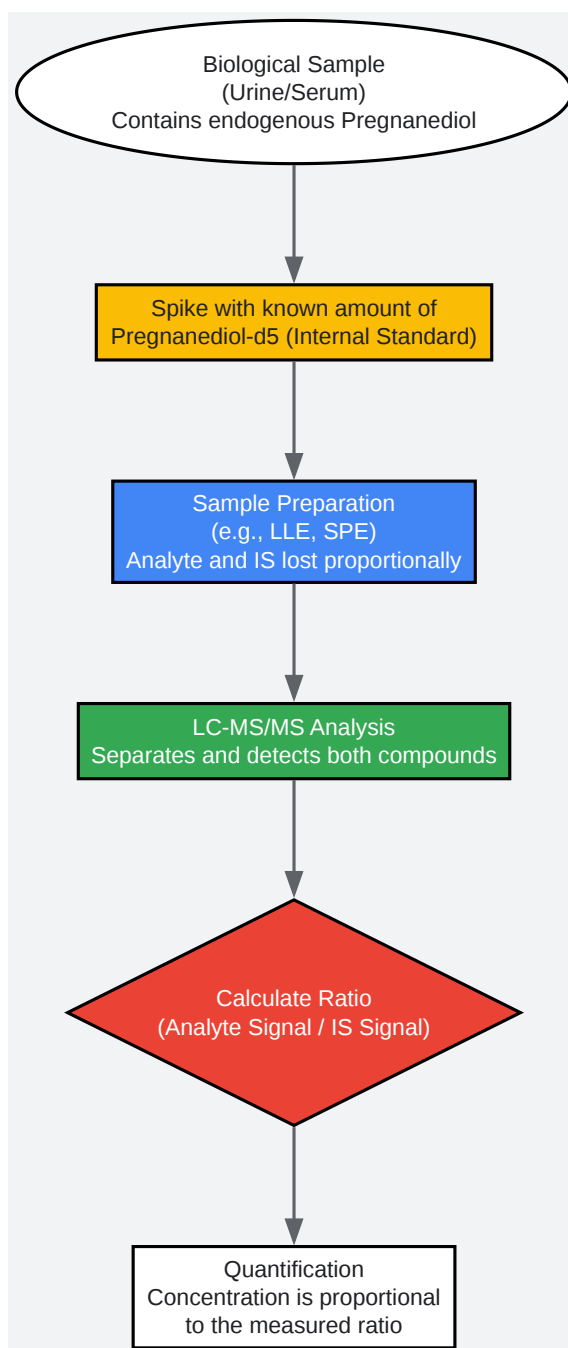 Biological Sample
(Urine/Serum)
Contains endogenous Pregnanediol
Spike with known amount of
Pregnanediol-d5 (Internal Standard)
Sample Preparation
(e.g., LLE, SPE)
Analyte and IS lost proportionally
LC-MS/MS Analysis
Separates and detects both compounds
Calculate Ratio
(Analyte Signal / IS Signal)
Quantification
Concentration is proportional
to the measured ratio